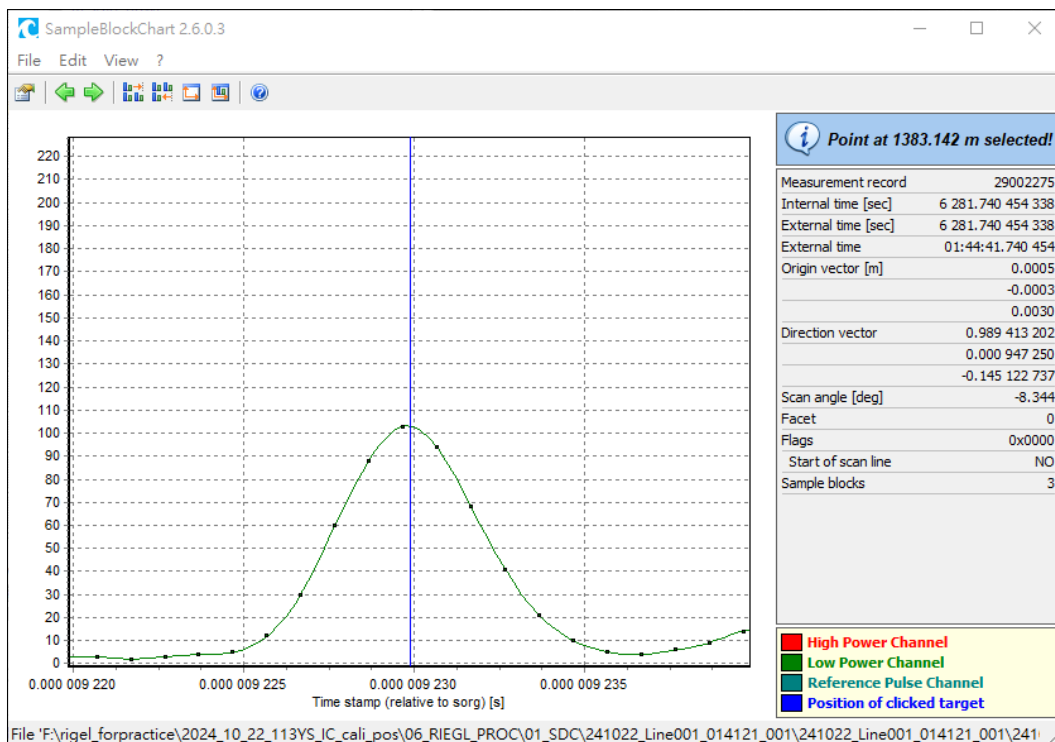 SampleBlockChart 2.6.0.3
File Edit View ?
Point at 1383.142 m selected!
Measurement record 29002275
Internal time [sec] 6 281.740 454 338
External time [sec] 6 281.740 454 338
External time 01:44:41.740 454
Origin vector [m] 0.0005
-0.0003
0.0030
Direction vector 0.989 413 202
0.000 947 250
-0.145 122 737
Scan angle [deg] -8.344
Facet 0
Flags 0x0000
Start of scan line NO
Sample blocks 3
220
210
200
190
180
170
160
150
140
130
120
110
100
90
80
70
60
50
40
30
20
10
0
0.000 009 220 0.000 009 225 0.000 009 230 0.000 009 235
Time stamp (relative to sorg) [s]
High Power Channel
Low Power Channel
Reference Pulse Channel
Position of clicked target
File 'F:\rigel_forpractice\2024_10_22_113YS_IC_cali_pos\06_RIEGL_PROC\01_SDC\241022_Line001_014121_001\241022_Line001_014121_001\2410